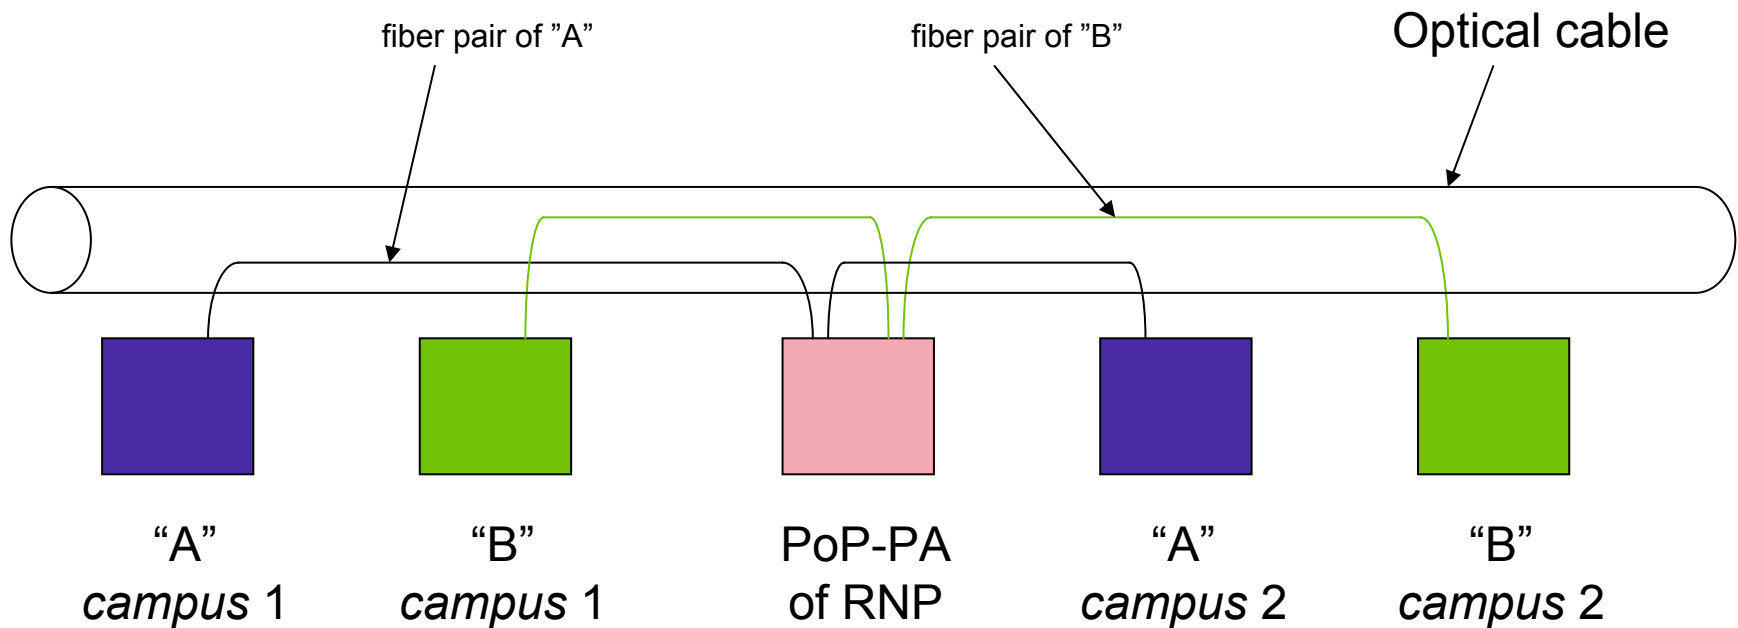 fiber pair of ”A”
fiber pair of ”B”
Optical cable
“A”
campus 1
“B”
campus 1
PoP-PA
of RNP
“A”
campus 2
“B”
campus 2